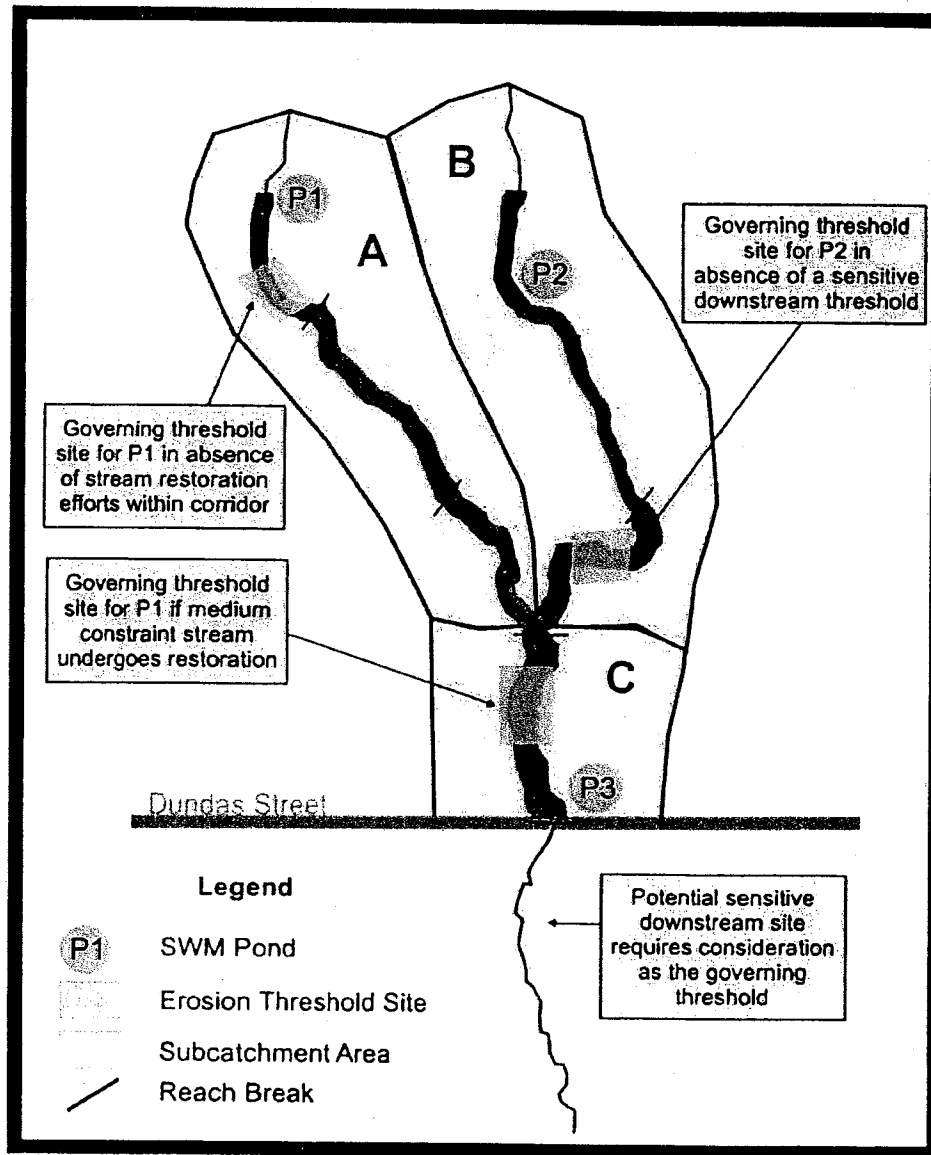 B
P1
A
P2
Governing threshold
site for P2 in
absence of a sensitive
downstream threshold
Governing threshold
site for P1 in absence
of stream restoration
efforts within corridor
Governing threshold
site for P1 if medium
constraint stream
undergoes restoration
C
P3
Dundas Street
Legend
P1 SWM Pond
Erosion Threshold Site
Subcatchment Area
Reach Break
Potential sensitive
downstream site
requires consideration
as the governing
threshold